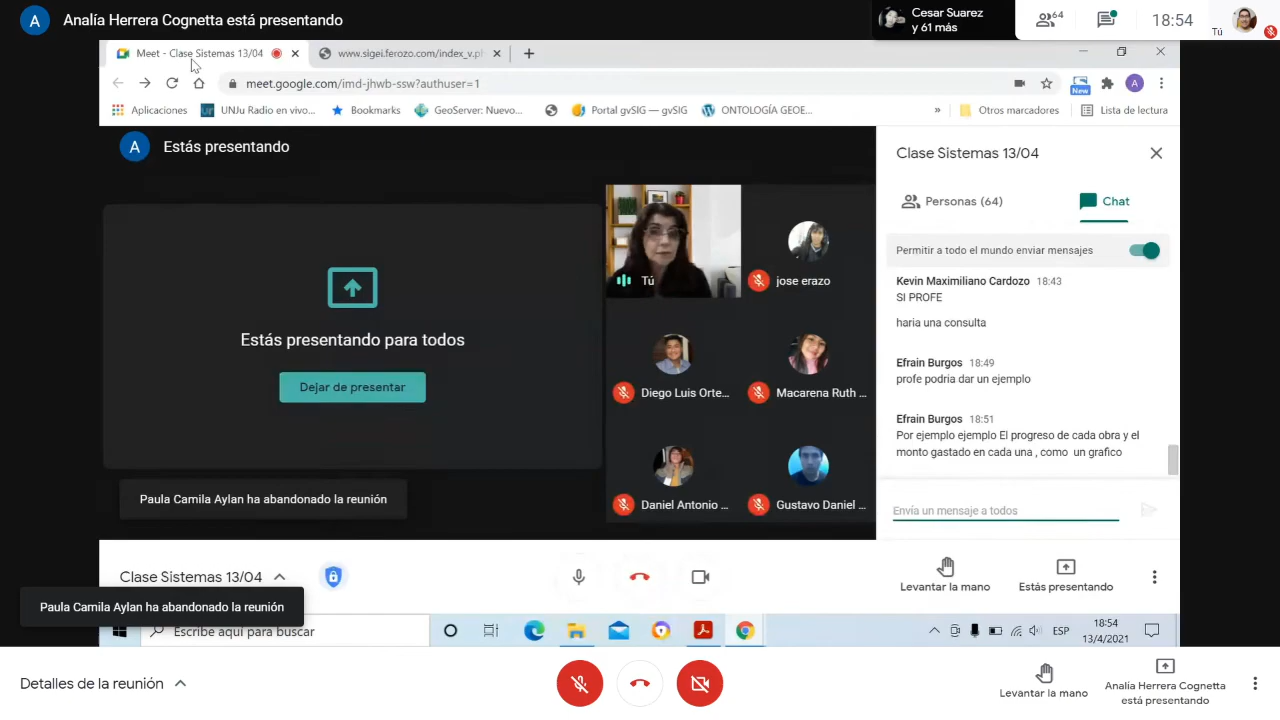 A
Analía Herrera Cognetta está presentando
Cesar Suarez
y 61 más
64
18:54
Tú
Meet - Clase Sistemas 13/04
www.sigei.ferozo.com/index_v.ph
meet.google.com/imd-jhwb-ssw?authuser=1
New
A
Aplicaciones
UNJu Radio en vivo...
Bookmarks
GeoServer: Nuevo...
Portal gvSIG — gvSIG
ONTOLOGÍA GEOE...
»
Otros marcadores
Lista de lectura
A
Estás presentando
Estás presentando para todos
Dejar de presentar
Paula Camila Aylan ha abandonado la reunión
Tú
jose erazo
Diego Luis Orte...
Macarena Ruth ...
Daniel Antonio ...
Gustavo Daniel ...
Clase Sistemas 13/04
Personas (64)
Chat
Permitir a todo el mundo enviar mensajes
Kevin Maximiliano Cardozo 18:43
SI PROFE
haria una consulta
Efrain Burgos 18:49
profe podria dar un ejemplo
Efrain Burgos 18:51
Por ejemplo ejemplo El progreso de cada obra y el
monto gastado en cada una , como un grafico
Envía un mensaje a todos
Clase Sistemas 13/04
Levantar la mano
Estás presentando
Paula Camila Aylan ha abandonado la reunión
Escribe aquí para buscar
ESP
18:54
13/4/2021
Detalles de la reunión
Levantar la mano
Analía Herrera Cognetta
está presentando